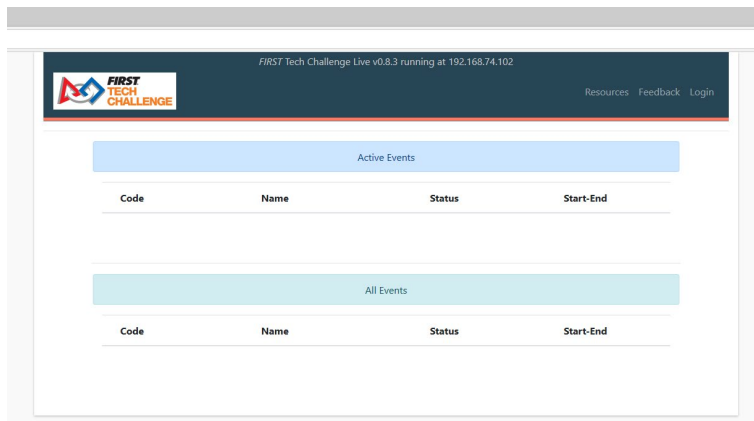 FIRST Tech Challenge Live v0.8.3 running at 192.168.74.102
FIRST
TECH
CHALLENGE
Resources Feedback Login
Active Events
Code Name Status Start-End
All Events
Code Name Status Start-End